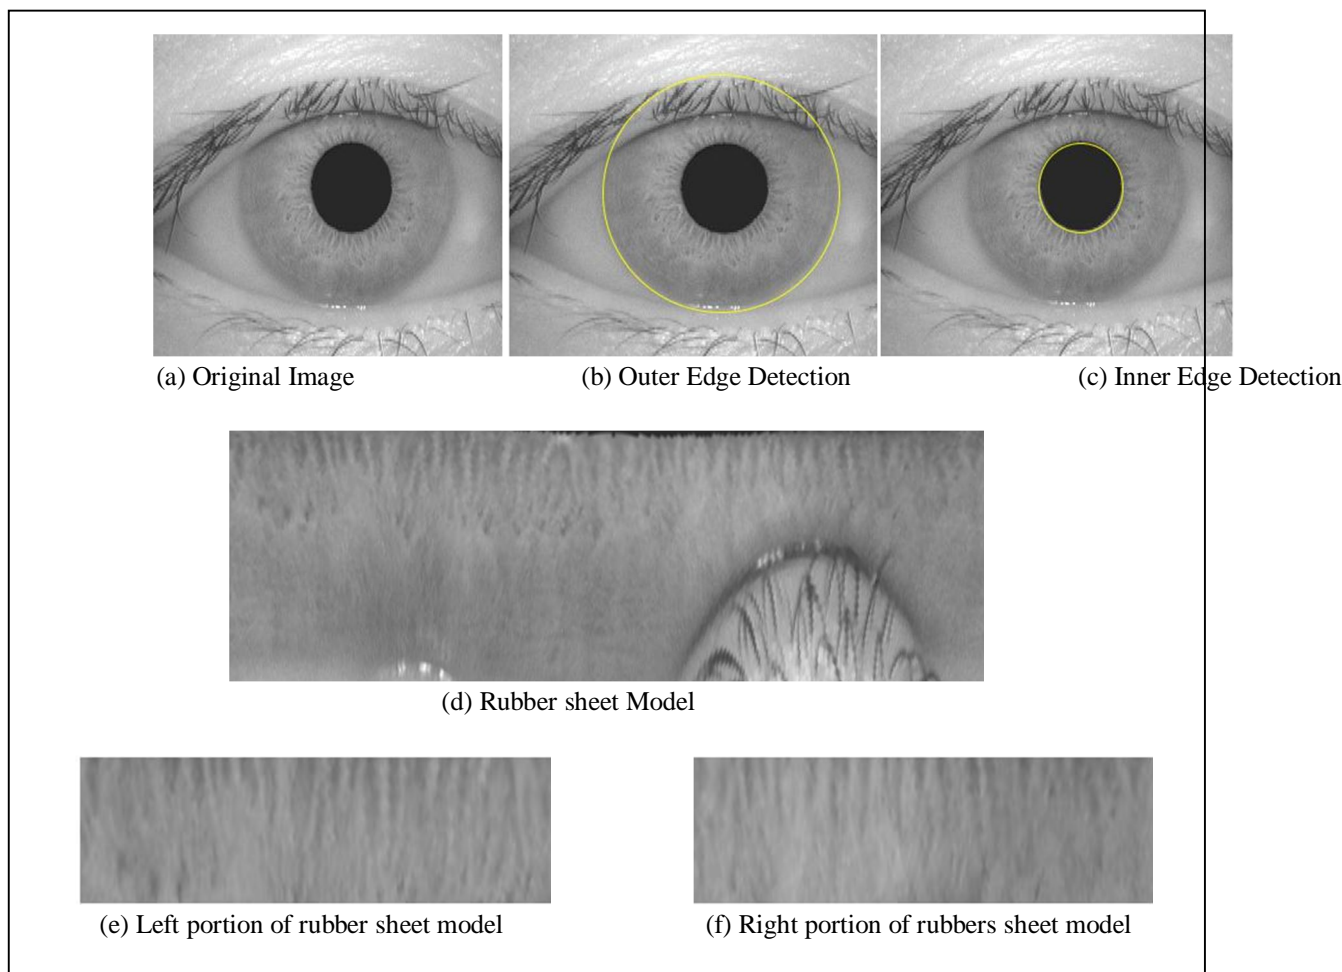 (a) Original Image
(b) Outer Edge Detection
(c) Inner Edge Detection
(d) Rubber sheet Model
(e) Left portion of rubber sheet model
(f) Right portion of rubbers sheet model